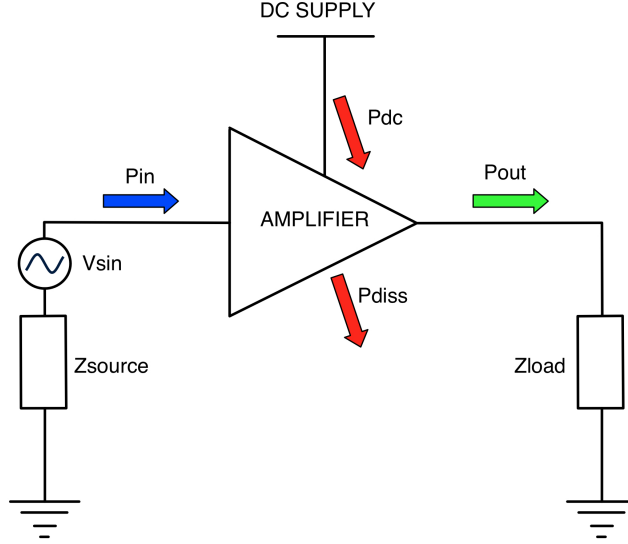 DC SUPPLY
Pdc
Pin
Pout
AMPLIFIER
Vsin
Pdiss
Zsource
Zload